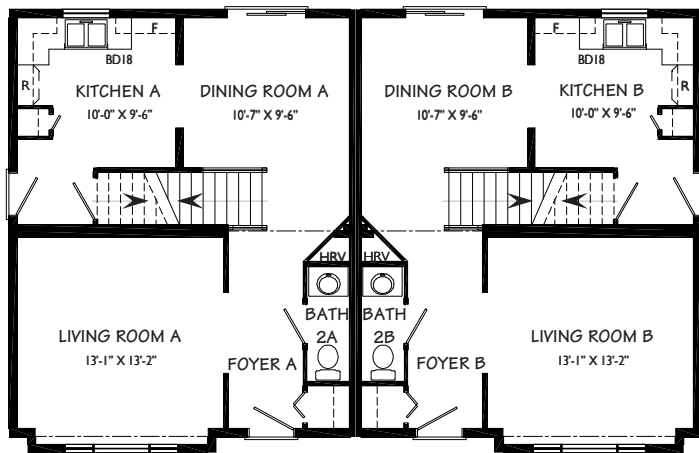 F
BD18
R
KITCHEN A
10'-0" X 9'-6"
DINING ROOM A
10'-7" X 9'-6"
DINING ROOM B
10'-7" X 9'-6"
F
BD18
R
KITCHEN B
10'-0" X 9'-6"
HRV
HRV
LIVING ROOM A
13'-1" X 13'-2"
BATH
2A
FOYER A
BATH
2B
FOYER B
LIVING ROOM B
13'-1" X 13'-2"